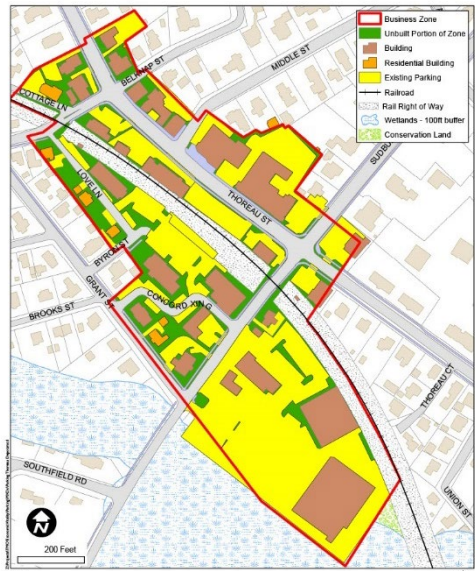 Business Zone
Unbuilt Portion of Zone
Building
Residential Building
Existing Parking
Railroad
Rail Right of Way
Wetlands - 100ft buffer
Conservation Land
BELKNAP ST
MIDDLE ST
COTTAGE LN
SUDBU
LOVE LN
THOREAU ST
BYRON ST
GRANT ST
BROOKS ST
CONCORD XING
THOREAU CT
SOUTHFIELD RD
UNION ST
N
200 Feet